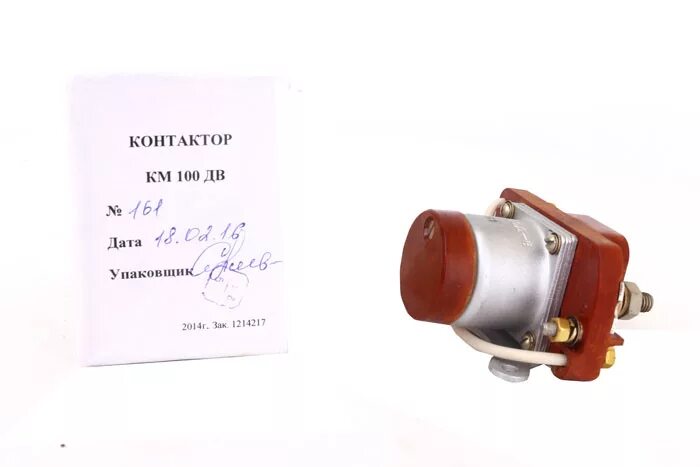 КОНТАКТОР
КМ 100 ДВ
№ 161
Дата 18.02.16
Упаковщик
2014г. Зак. 1214217